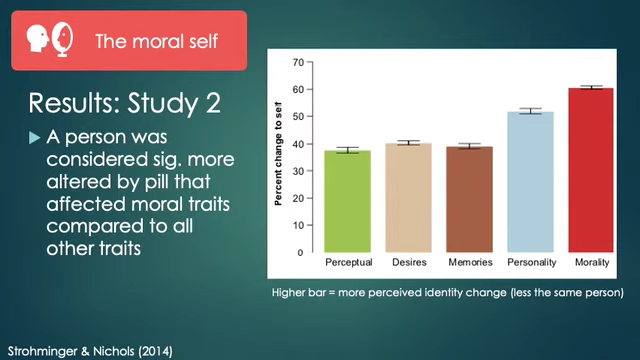 The moral self
Results: Study 2
A person was
considered sig. more
altered by pill that
affected moral traits
compared to all
other traits
70
60
50
40
30
20
10
0
Percent change to self
Perceptual Desires Memories Personality Morality
Higher bar = more perceived identity change (less the same person)
Strohminger & Nichols (2014)